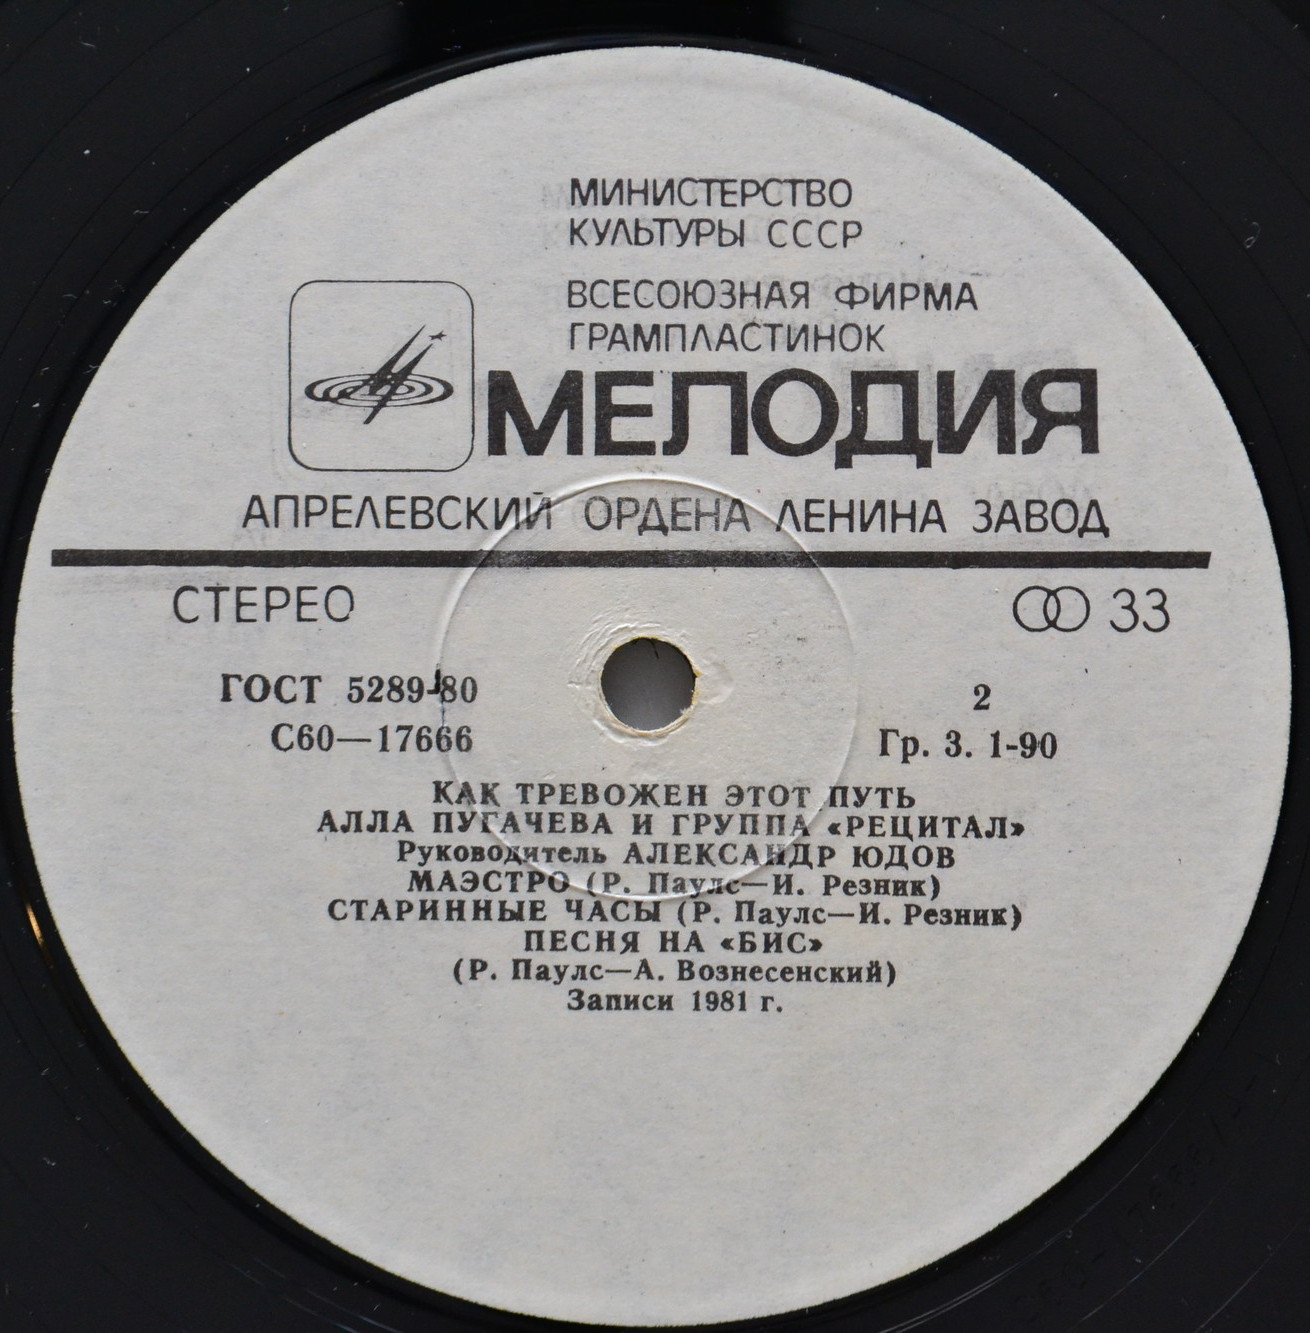 МИНИСТЕРСТВО
КУЛЬТУРЫ СССР
ВСЕСОЮЗНАЯ ФИРМА
ГРАМПЛАСТИНОК
МЕЛОДИЯ
АПРЕЛЕВСКИЙ ОРДЕНА ЛЕНИНА ЗАВОД
СТЕРЕО 33
ГОСТ 5289-80 2
С60—17666 Гр. 3. 1-90
КАК ТРЕВОЖЕН ЭТОТ ПУТЬ
АЛЛА ПУГАЧЕВА И ГРУППА «РЕЦИТАЛ»
Руководитель АЛЕКСАНДР ЮДОВ
МАЭСТРО (Р. Паулс—И. Резник)
СТАРИННЫЕ ЧАСЫ (Р. Паулс—И. Резник)
ПЕСНЯ НА «БИС»
(Р. Паулс—А. Вознесенский)
Записи 1981 г.